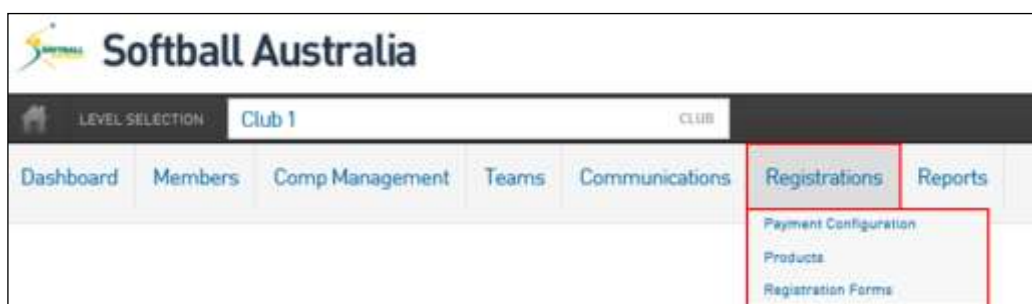 SOFTBALL
Softball Australia
LEVEL SELECTION Club 1 CLUB
Dashboard Members Comp Management Teams Communications Registrations Reports
Payment Configuration
Products
Registration Forms